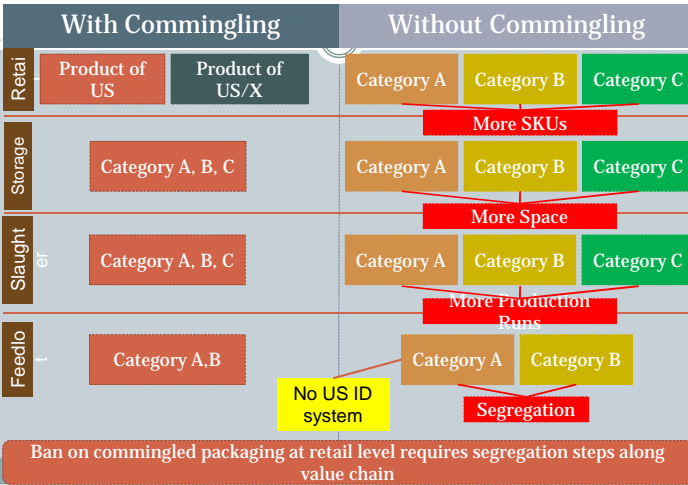 With Commingling
Without Commingling
Retai
Product of
US
Product of
US/X
Category A
Category B
Category C
More SKUs
Storage
Category A, B, C
Category A
Category B
Category C
More Space
Slaught
er
Category A, B, C
Category A
Category B
Category C
More Production
Runs
Feedlo
t
Category A,B
Category A
Category B
No US ID
system
Segregation
Ban on commingled packaging at retail level requires segregation steps along
value chain